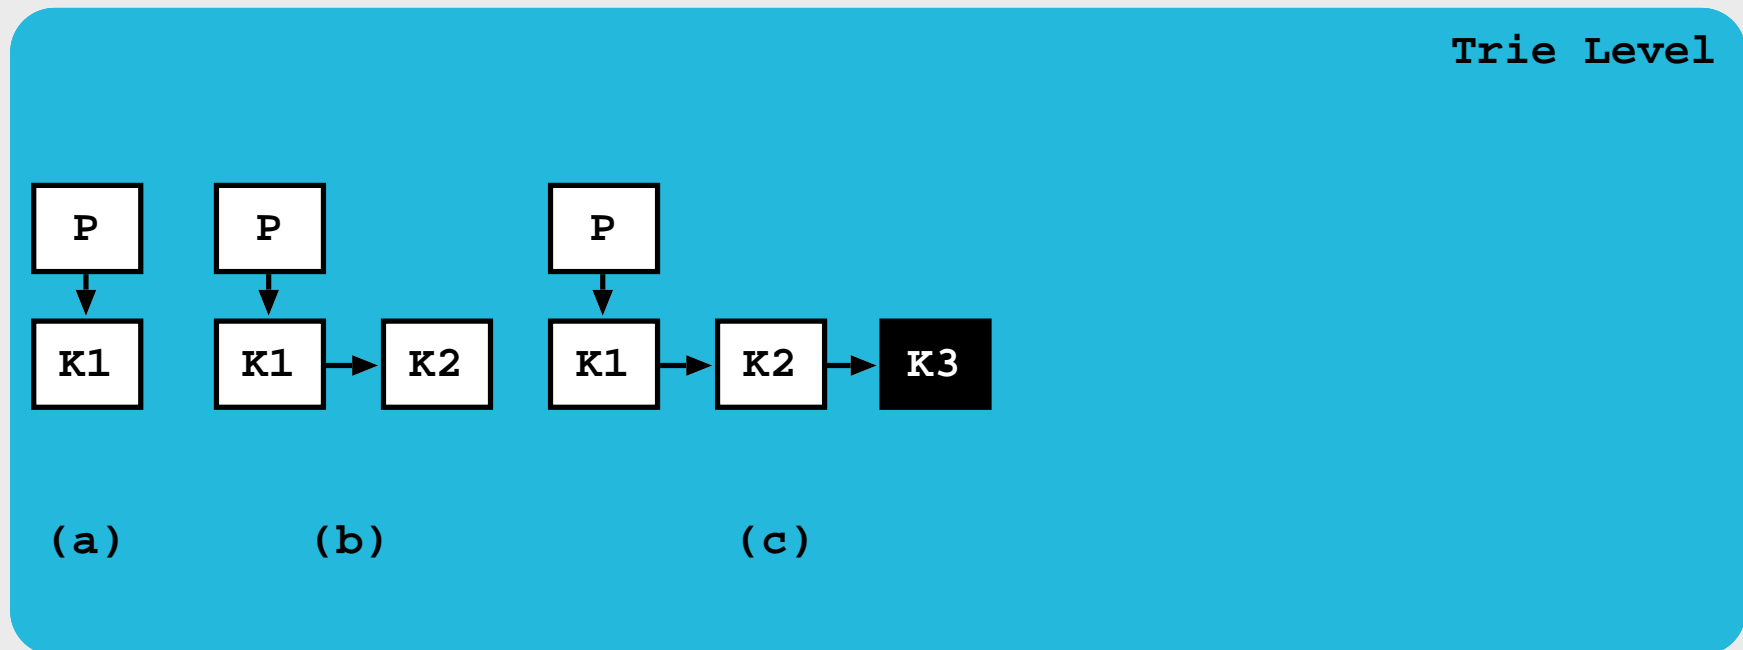 Trie Level
P P P
K1 K1 K2 K1 K2 K3
(a) (b) (c)